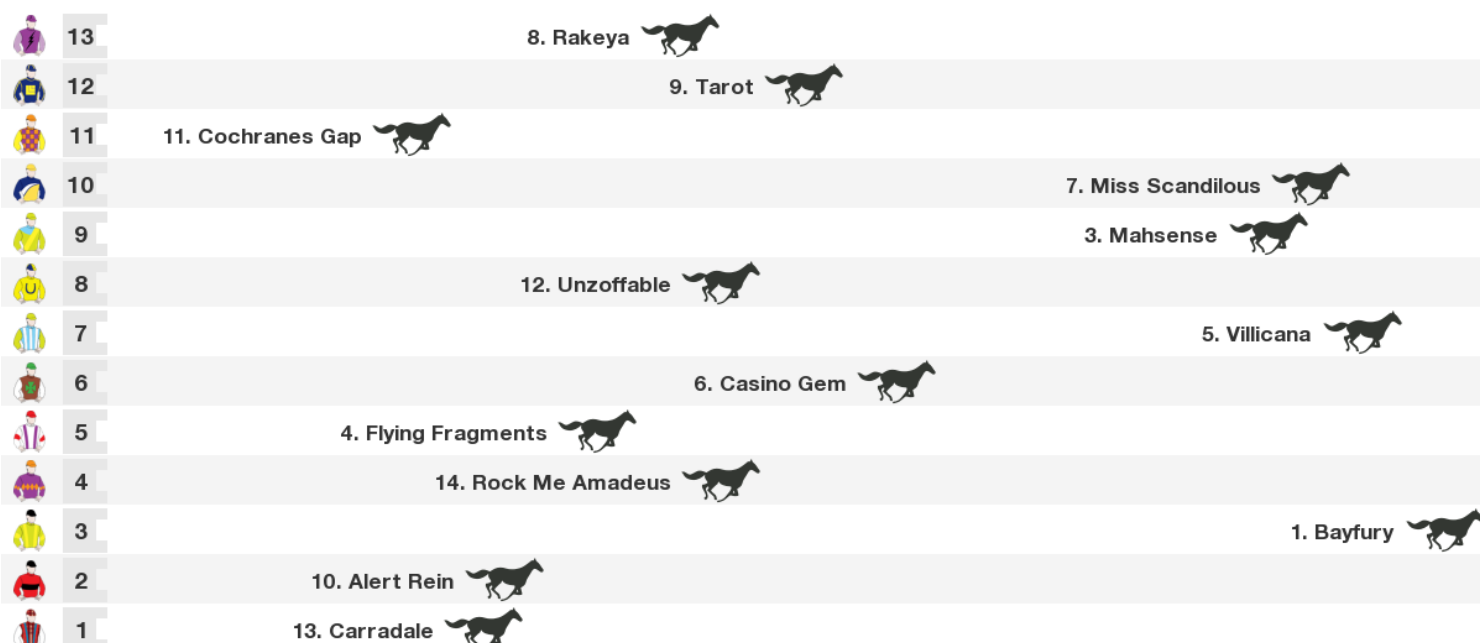 13 8. Rakeya
12 9. Tarot
11 11. Cochranes Gap
10 7. Miss Scandilous
9 3. Mahsense
8 12. Unzoffable
U
7 5. Villicana
6 6. Casino Gem
5 4. Flying Fragments
4 14. Rock Me Amadeus
3 1. Bayfury
2 10. Alert Rein
1 13. Carradale